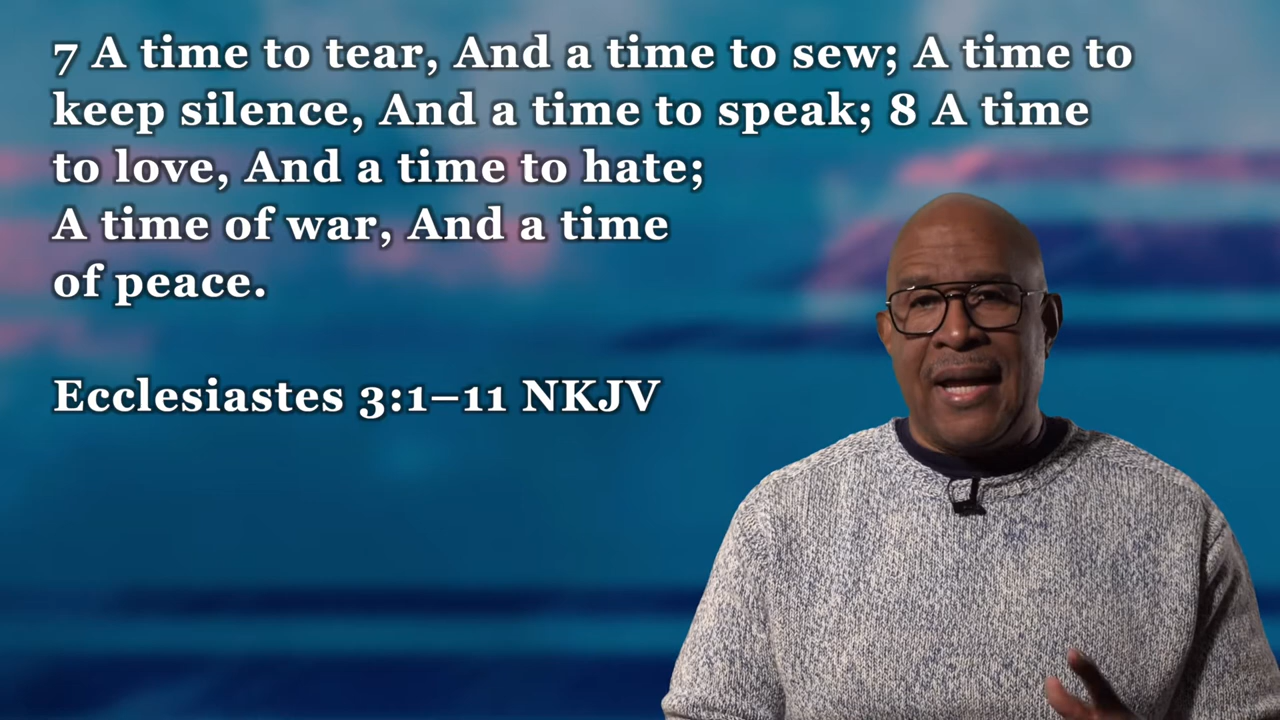 7 A time to tear, And a time to sew; A time to
keep silence, And a time to speak; 8 A time
to love, And a time to hate;
A time of war, And a time
of peace.
Ecclesiastes 3:1–11 NKJV